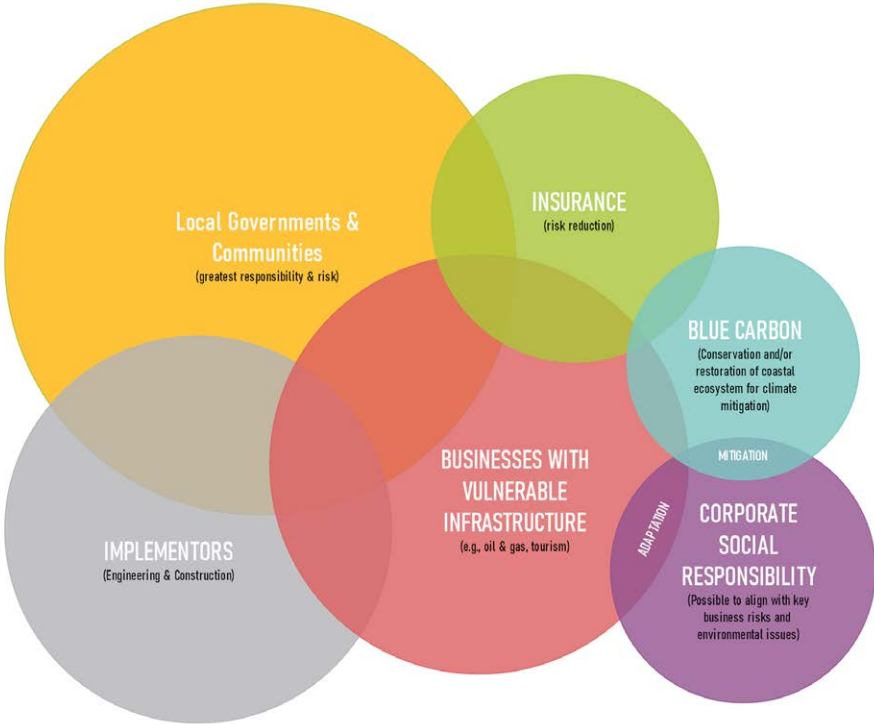 Local Governments &
Communities
(greatest responsibility & risk)
INSURANCE
(risk reduction)
BLUE CARBON
(Conservation and/or
restoration of coastal
ecosystem for climate
mitigation)
MITIGATION
BUSINESSES WITH
VULNERABLE
INFRASTRUCTURE
(e.g., oil & gas, tourism)
ADAPTATION
CORPORATE
SOCIAL
RESPONSIBILITY
(Possible to align with key
business risks and
environmental issues)
IMPLEMENTORS
(Engineering & Construction)